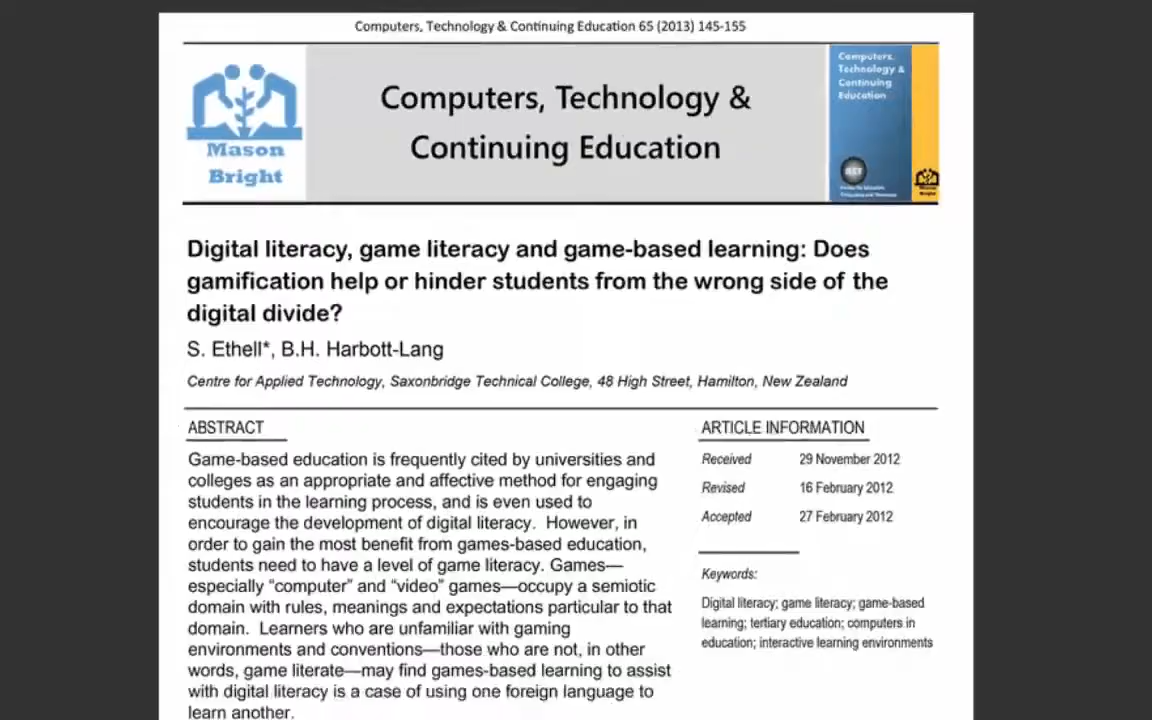 Computers, Technology & Continuing Education 65 (2013) 145-155
Mason
Bright
Computers, Technology &
Continuing Education
Computers,
Technology &
Continuing
Education
Mason
Bright
Digital literacy, game literacy and game-based learning: Does
gamification help or hinder students from the wrong side of the
digital divide?
S. Ethell*, B.H. Harbott-Lang
Centre for Applied Technology, Saxonbridge Technical College, 48 High Street, Hamilton, New Zealand
ABSTRACT
Game-based education is frequently cited by universities and
colleges as an appropriate and affective method for engaging
students in the learning process, and is even used to
encourage the development of digital literacy. However, in
order to gain the most benefit from games-based education,
students need to have a level of game literacy. Games—
especially “computer” and “video” games—occupy a semiotic
domain with rules, meanings and expectations particular to that
domain. Learners who are unfamiliar with gaming
environments and conventions—those who are not, in other
words, game literate—may find games-based learning to assist
with digital literacy is a case of using one foreign language to
learn another.
ARTICLE INFORMATION
Received 29 November 2012
Revised 16 February 2012
Accepted 27 February 2012
Keywords:
Digital literacy; game literacy; game-based
learning; tertiary education; computers in
education; interactive learning environments